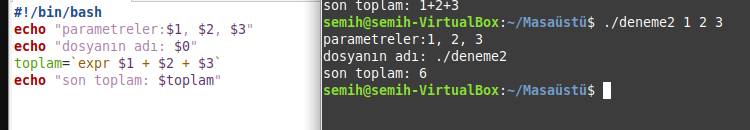 #!/bin/bash
echo "parametreler:$1, $2, $3"
echo "dosyanın adı: $0"
toplam=`expr $1 + $2 + $3`
echo "son toplam: $toplam"
son toplam: 1+2+3
semih@semih-VirtualBox:~/Masaüstü$ ./deneme2 1 2 3
parametreler:1, 2, 3
dosyanın adı: ./deneme2
son toplam: 6
semih@semih-VirtualBox:~/Masaüstü$